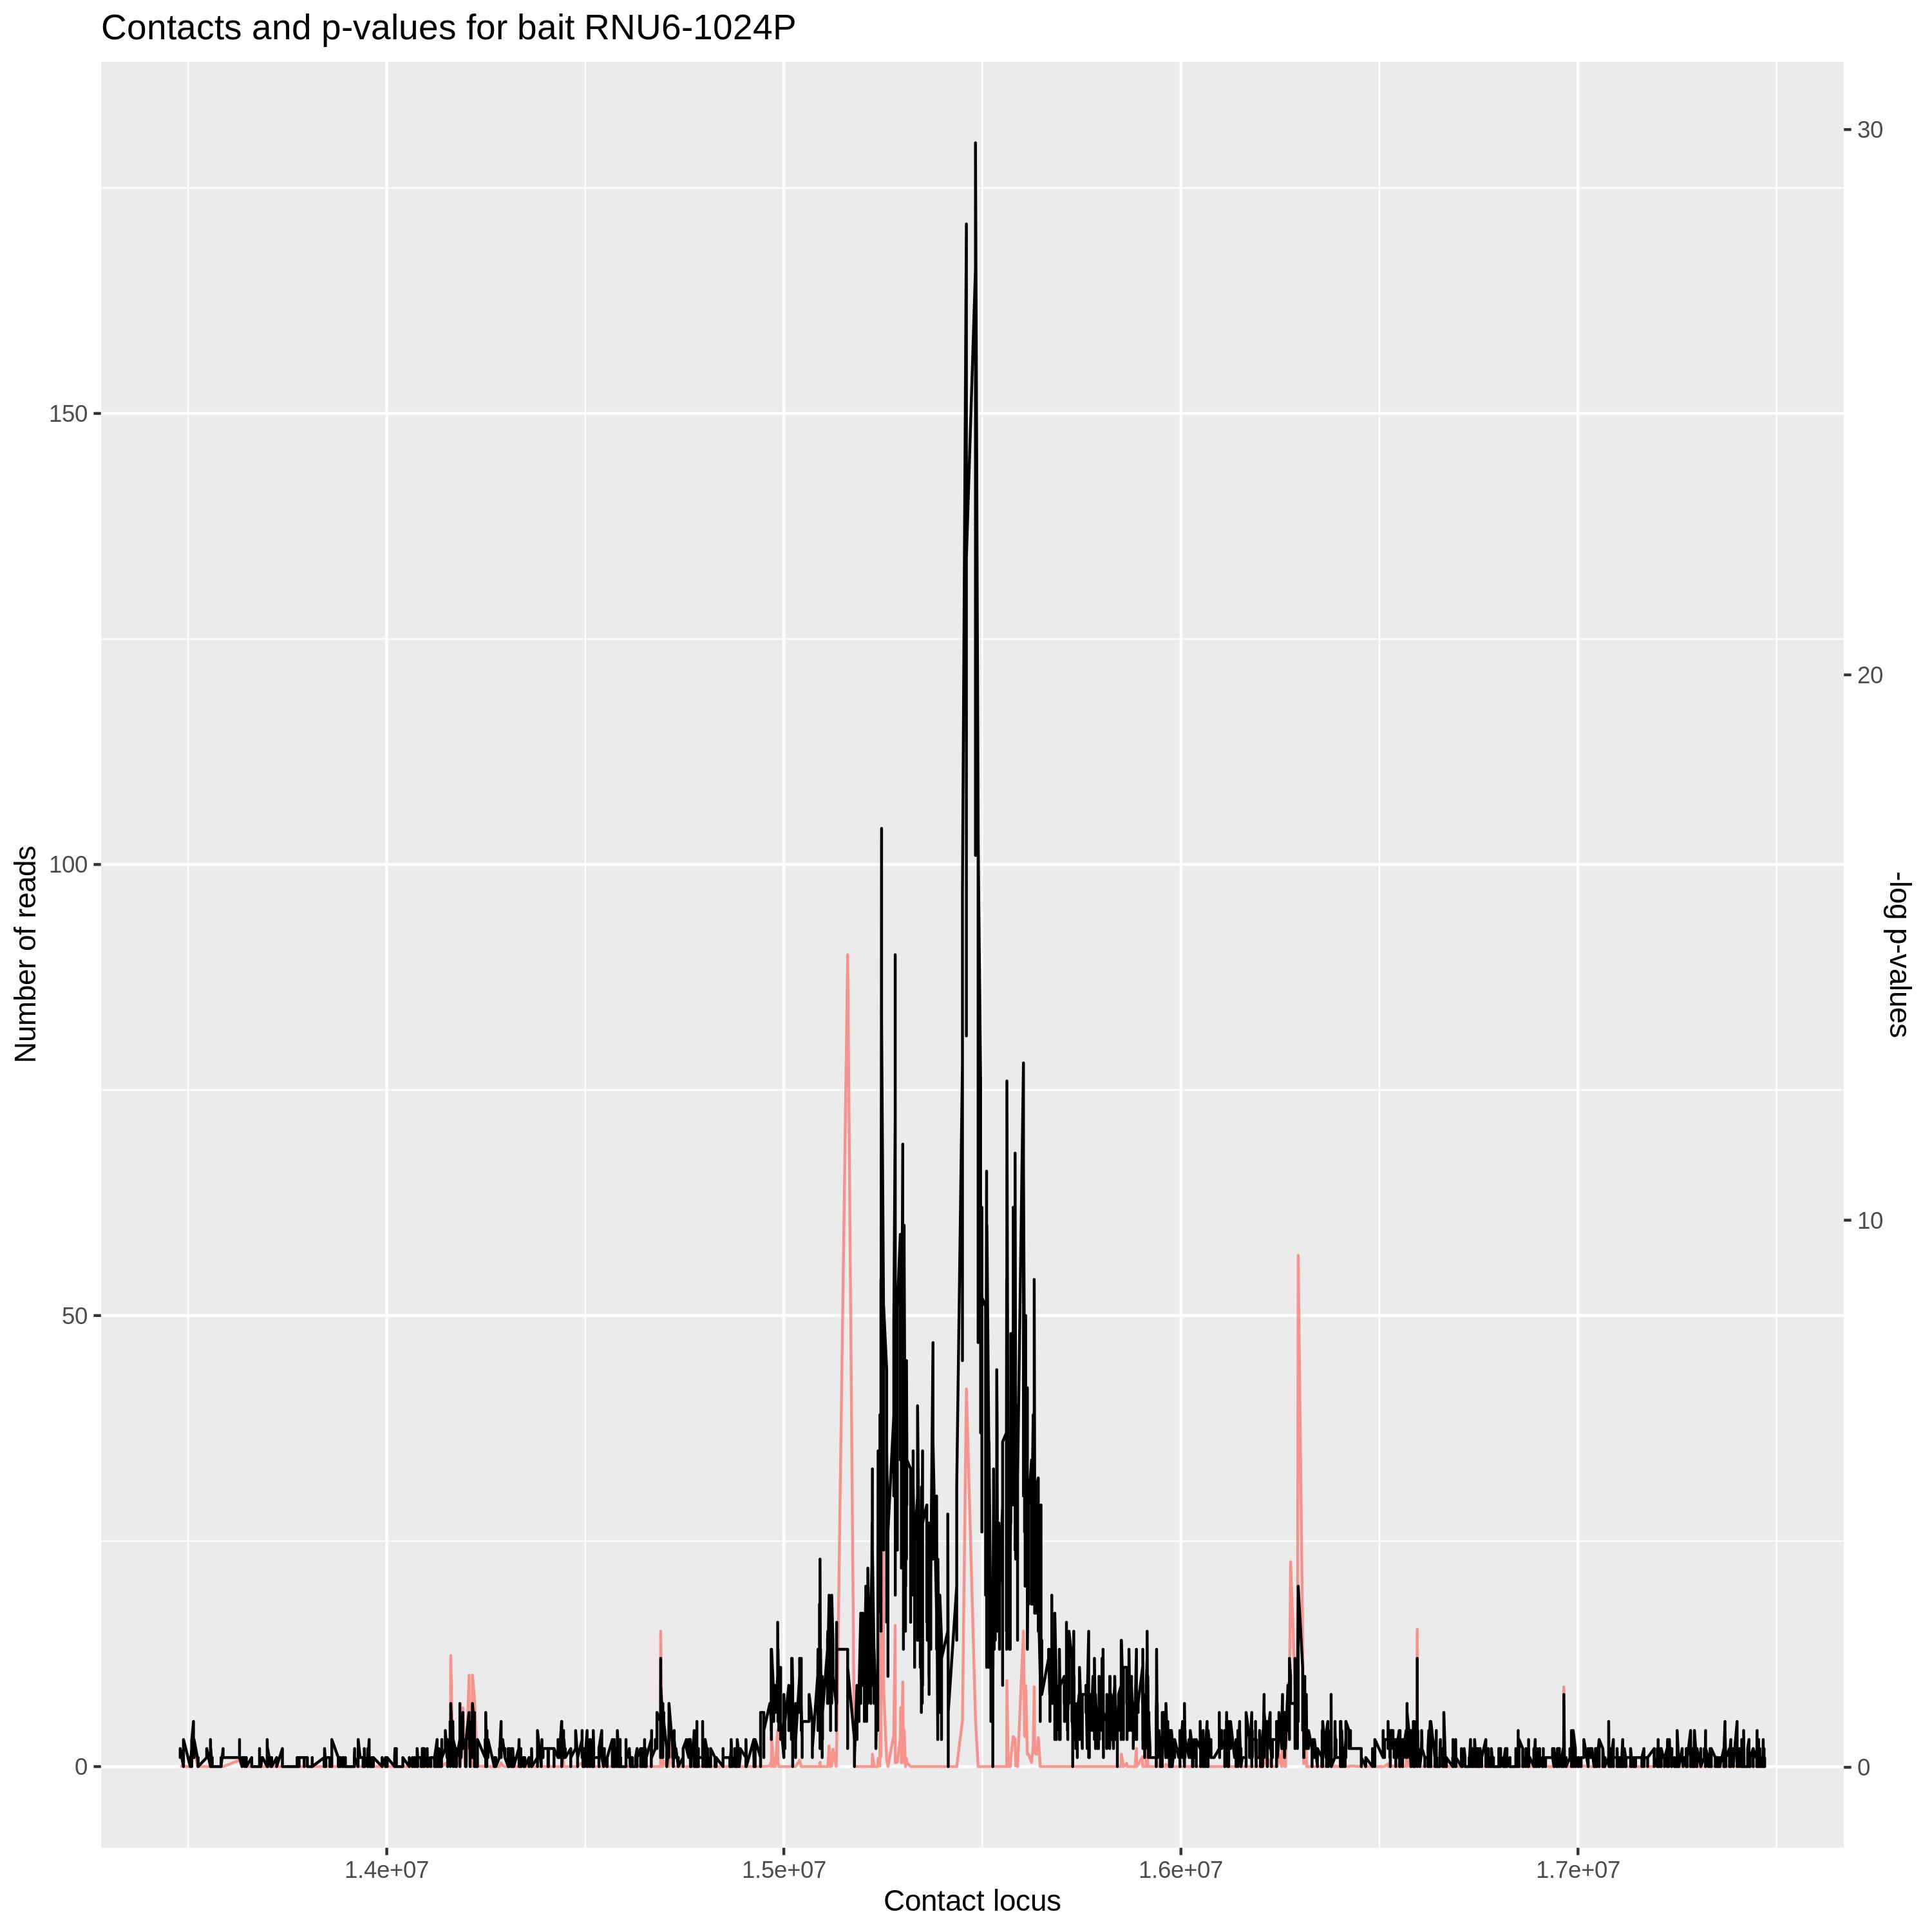 Contacts and p-values for bait RNU6-1024P
Number of reads
150
100
50
0
30
20
10
0
-log p-values
1.4e+07
1.5e+07
1.6e+07
1.7e+07
Contact locus